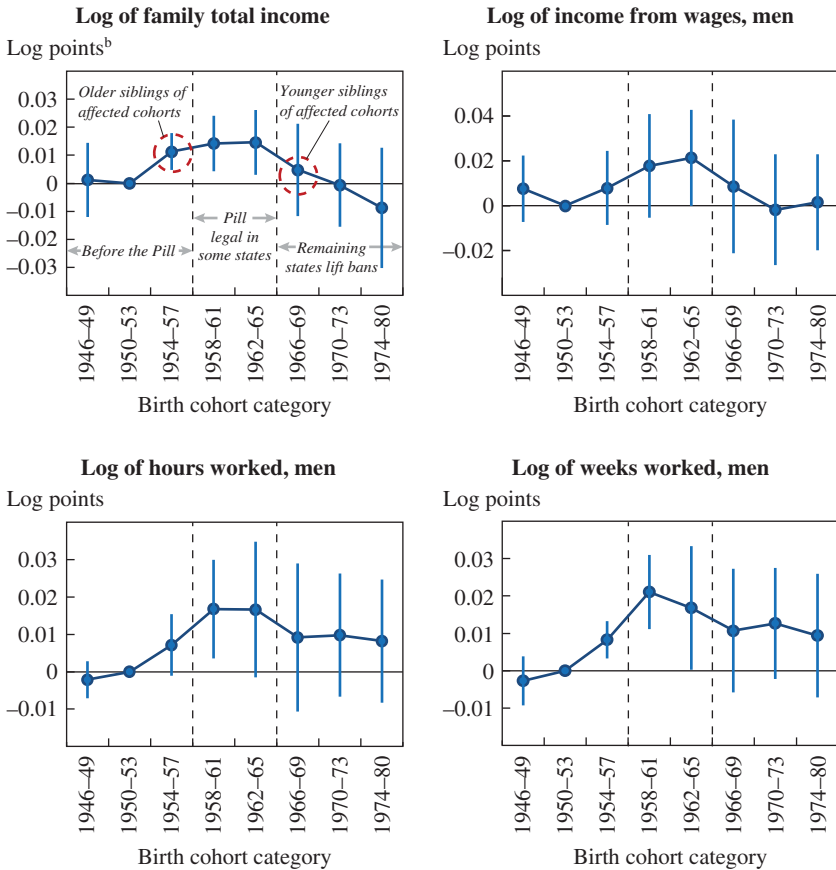 Log of family total income
Log points^b
0.03
0.02
0.01
0
−0.01
−0.02
−0.03
Older siblings of
affected cohorts
Younger siblings
of affected cohorts
Before the Pill
Pill
legal in
some states
Remaining
states lift bans
1946–49
1950–53
1954–57
1958–61
1962–65
1966–69
1970–73
1974–80
Birth cohort category
Log of income from wages, men
Log points
0.04
0.02
0
−0.02
1946–49
1950–53
1954–57
1958–61
1962–65
1966–69
1970–73
1974–80
Birth cohort category
Log of hours worked, men
Log points
0.03
0.02
0.01
0
−0.01
1946–49
1950–53
1954–57
1958–61
1962–65
1966–69
1970–73
1974–80
Birth cohort category
Log of weeks worked, men
Log points
0.03
0.02
0.01
0
−0.01
1946–49
1950–53
1954–57
1958–61
1962–65
1966–69
1970–73
1974–80
Birth cohort category